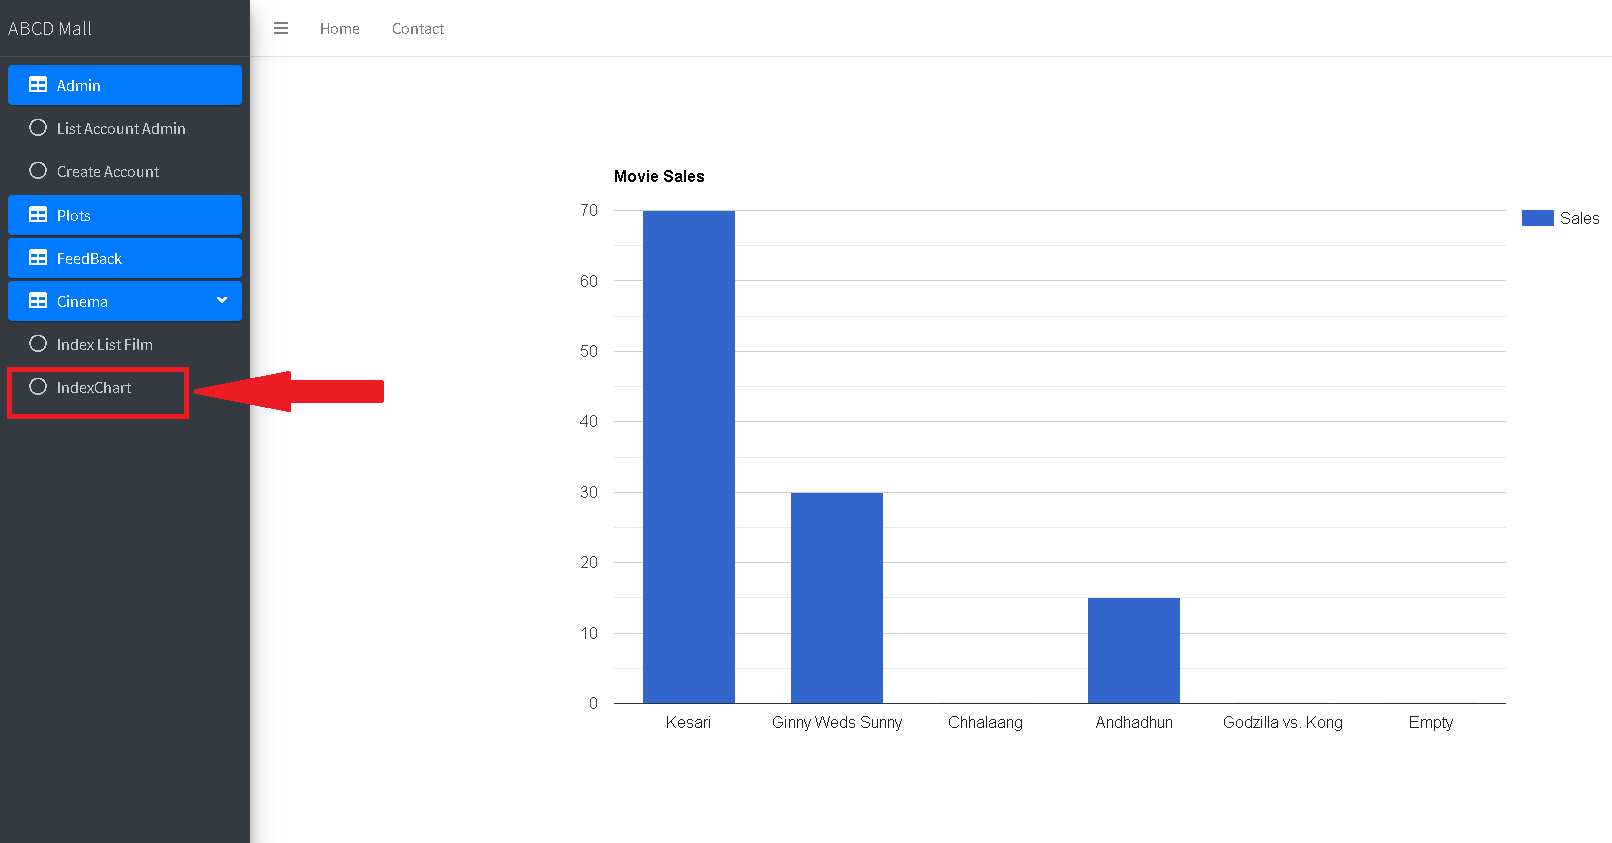 ABCD Mall
Home
Contact
Admin
List Account Admin
Create Account
Plots
FeedBack
Cinema
Index List Film
IndexChart
Movie Sales
70
60
50
40
30
20
10
0
Kesari
Ginny Weds Sunny
Chhalaang
Andhadhun
Godzilla vs. Kong
Empty
Sales